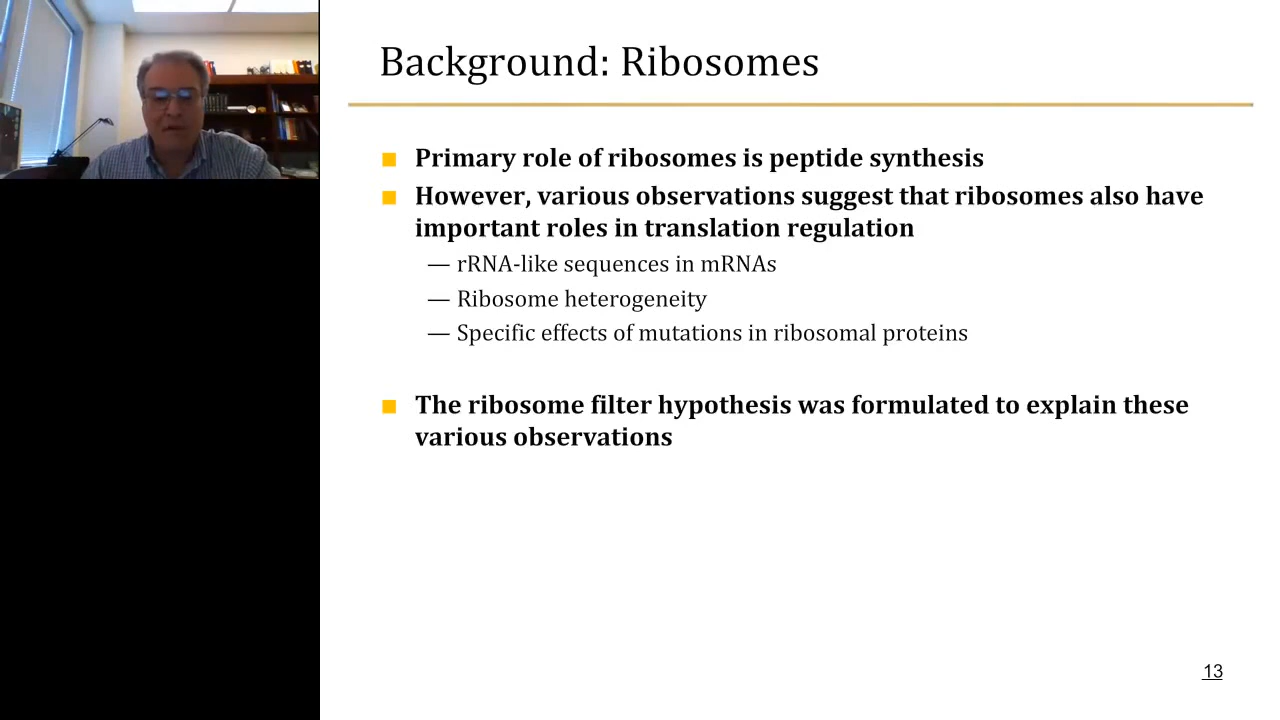 Background: Ribosomes
■ Primary role of ribosomes is peptide synthesis
■ However, various observations suggest that ribosomes also have
important roles in translation regulation
— rRNA-like sequences in mRNAs
— Ribosome heterogeneity
— Specific effects of mutations in ribosomal proteins
■ The ribosome filter hypothesis was formulated to explain these
various observations
13